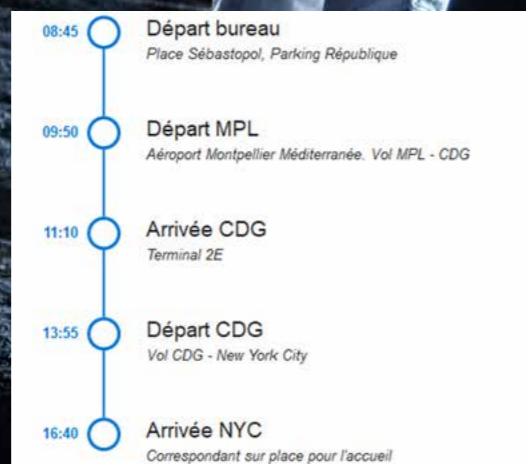 08:45 Départ bureau
Place Sébastopol, Parking République
09:50 Départ MPL
Aéroport Montpellier Méditerranée. Vol MPL - CDG
11:10 Arrivée CDG
Terminal 2E
13:55 Départ CDG
Vol CDG - New York City
16:40 Arrivée NYC
Correspondant sur place pour l'accueil